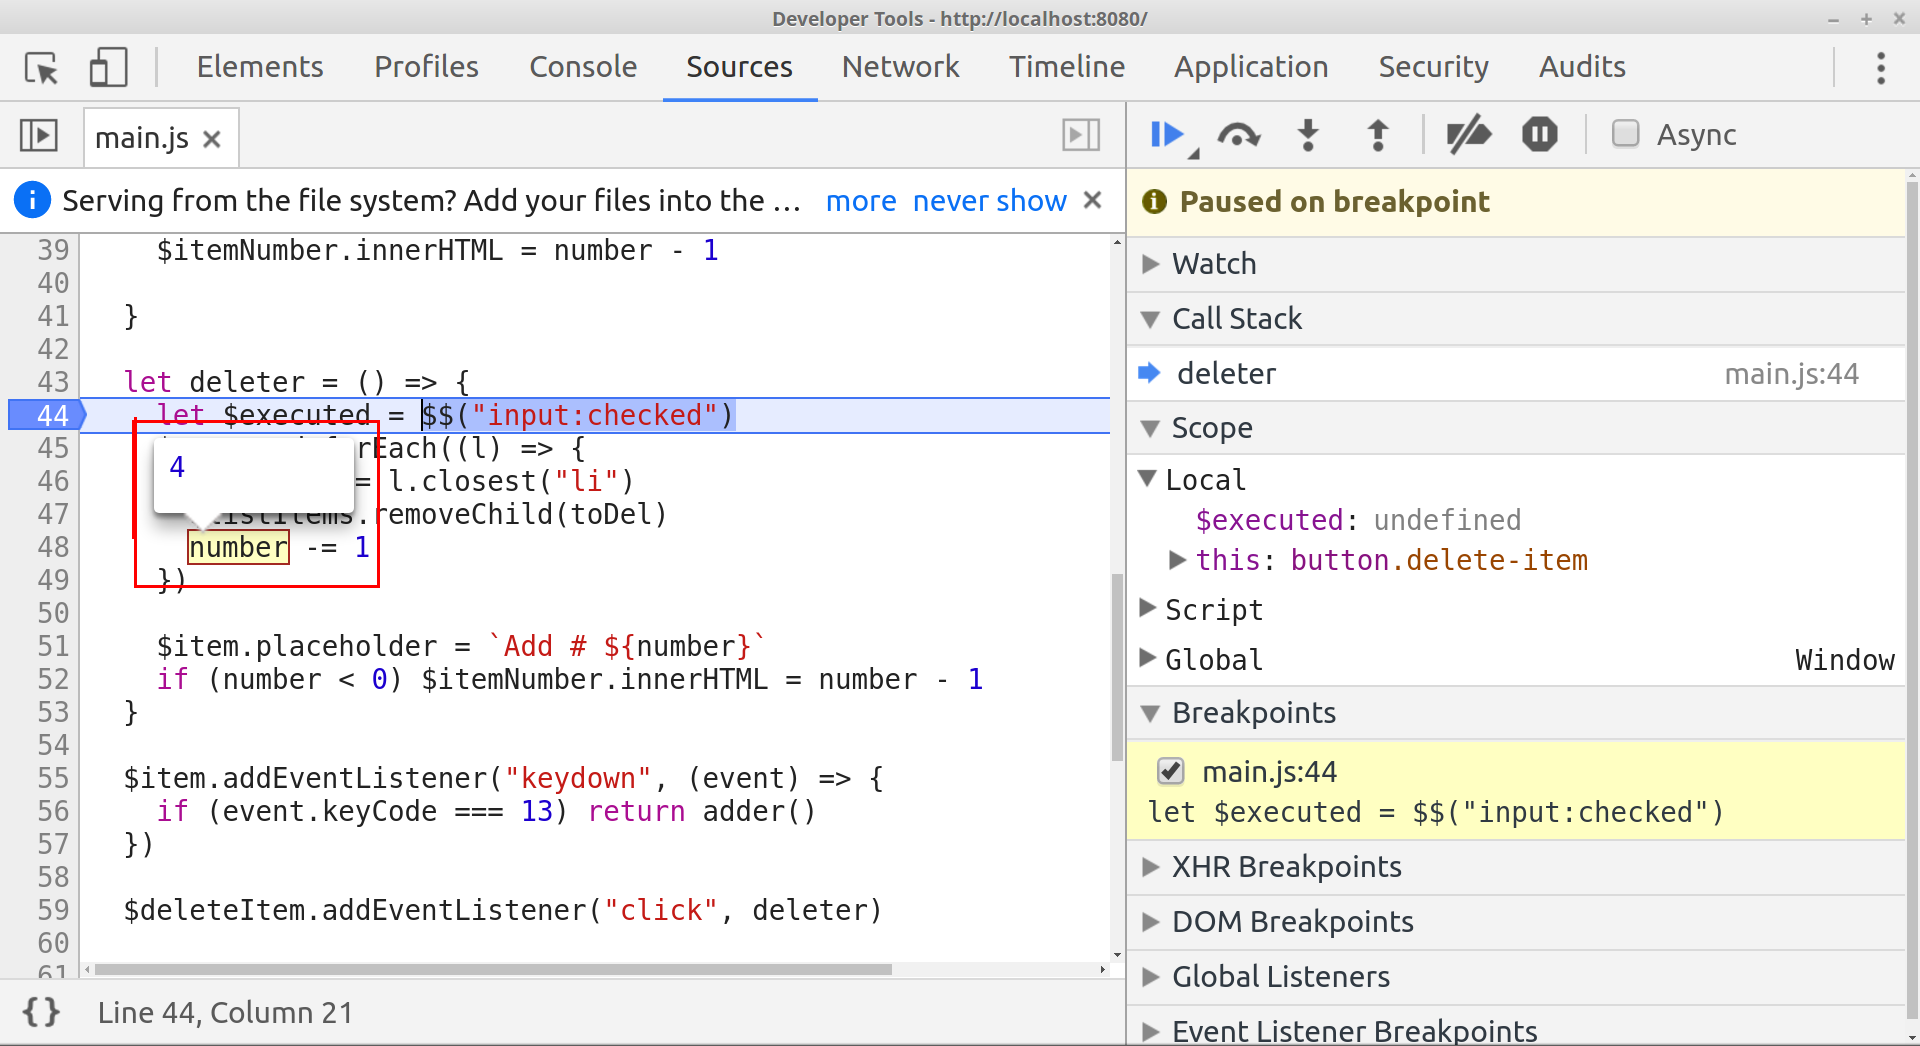 Developer Tools - http://localhost:8080/
Elements Profiles Console Sources Network Timeline Application Security Audits
main.js
Serving from the file system? Add your files into the ... more never show
39 $itemNumber.innerHTML = number - 1
40
41 }
42
43 let deleter = () => {
44 let $executed = $$("input:checked")
45 Each((l) => {
46 = l.closest("li")
47 .removeChild(toDel)
4
48 number -= 1
49 })
50
51 $item.placeholder = `Add # ${number}`
52 if (number < 0) $itemNumber.innerHTML = number - 1
53 }
54
55 $item.addEventListener("keydown", (event) => {
56 if (event.keyCode === 13) return adder()
57 })
58
59 $deleteItem.addEventListener("click", deleter)
60
61
{} Line 44, Column 21
Async
Paused on breakpoint
Watch
Call Stack
deleter main.js:44
Scope
Local
$executed: undefined
this: button.delete-item
Script
Global Window
Breakpoints
main.js:44
let $executed = $$("input:checked")
XHR Breakpoints
DOM Breakpoints
Global Listeners
Event Listener Breakpoints